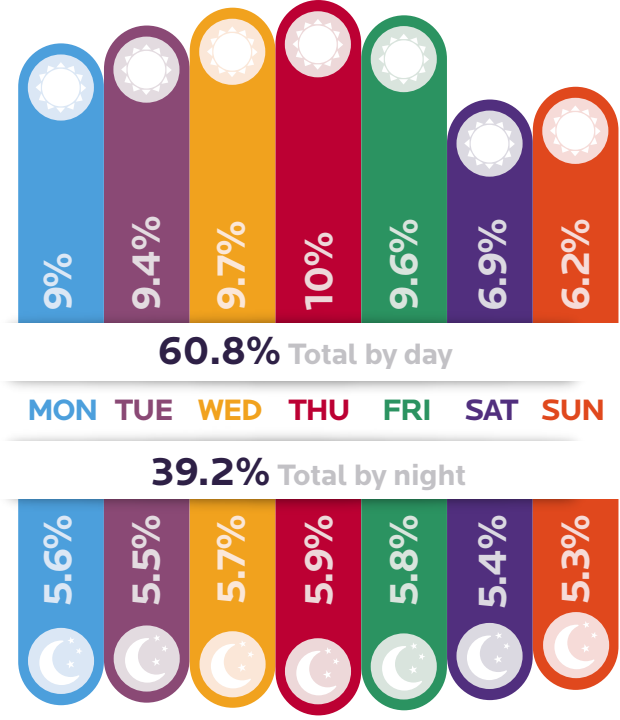 9% 9.4% 9.7% 10% 9.6% 6.9% 6.2%
60.8% Total by day
MON TUE WED THU FRI SAT SUN
39.2% Total by night
5.6% 5.5% 5.7% 5.9% 5.8% 5.4% 5.3%